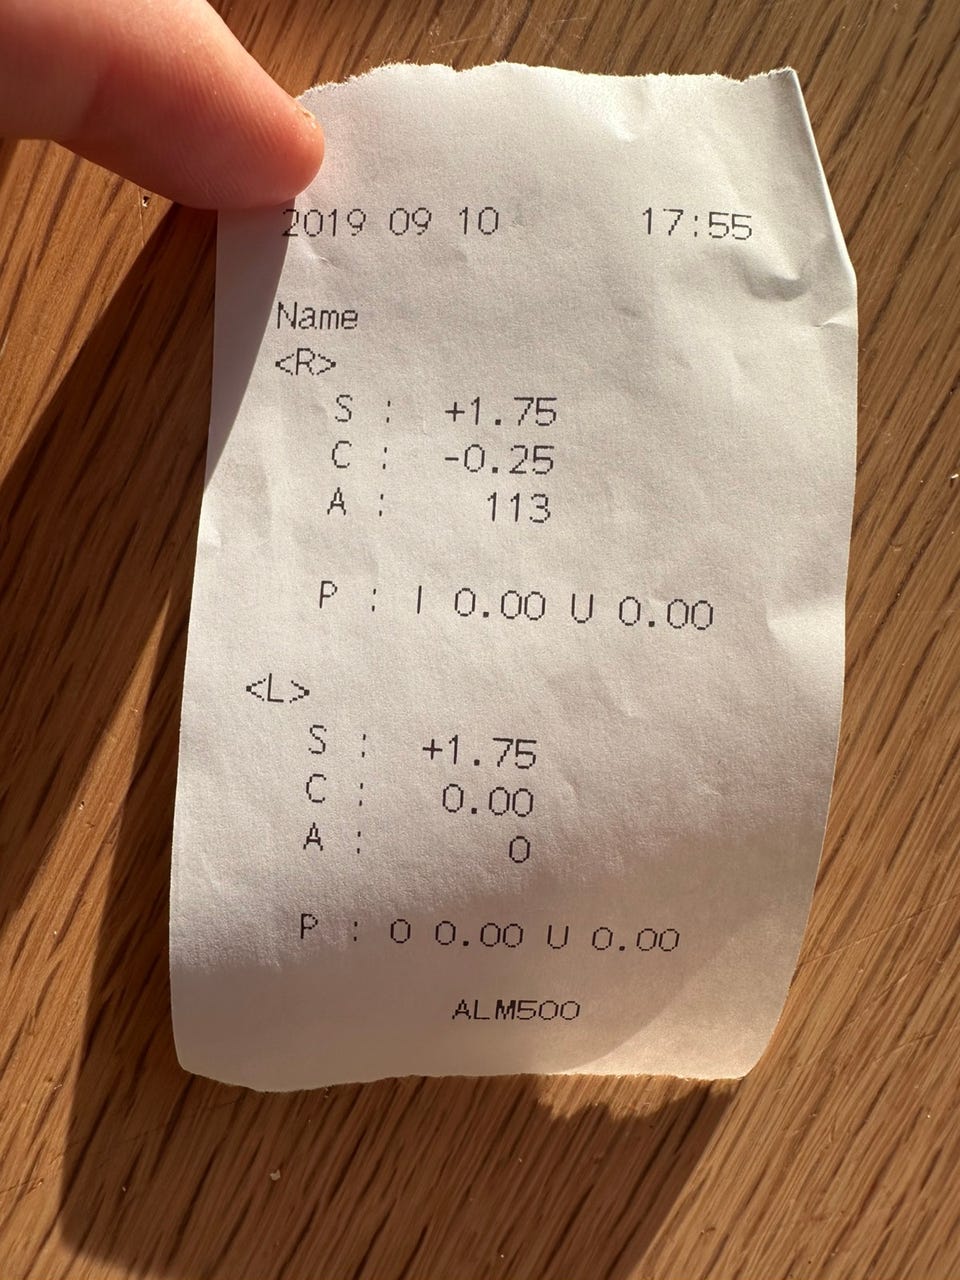 2019 09 10 17:55
Name
<R>
S : +1.75
C : -0.25
A : 113
P : I 0.00 U 0.00
<L>
S : +1.75
C : 0.00
A : 0
P : O 0.00 U 0.00
ALM500